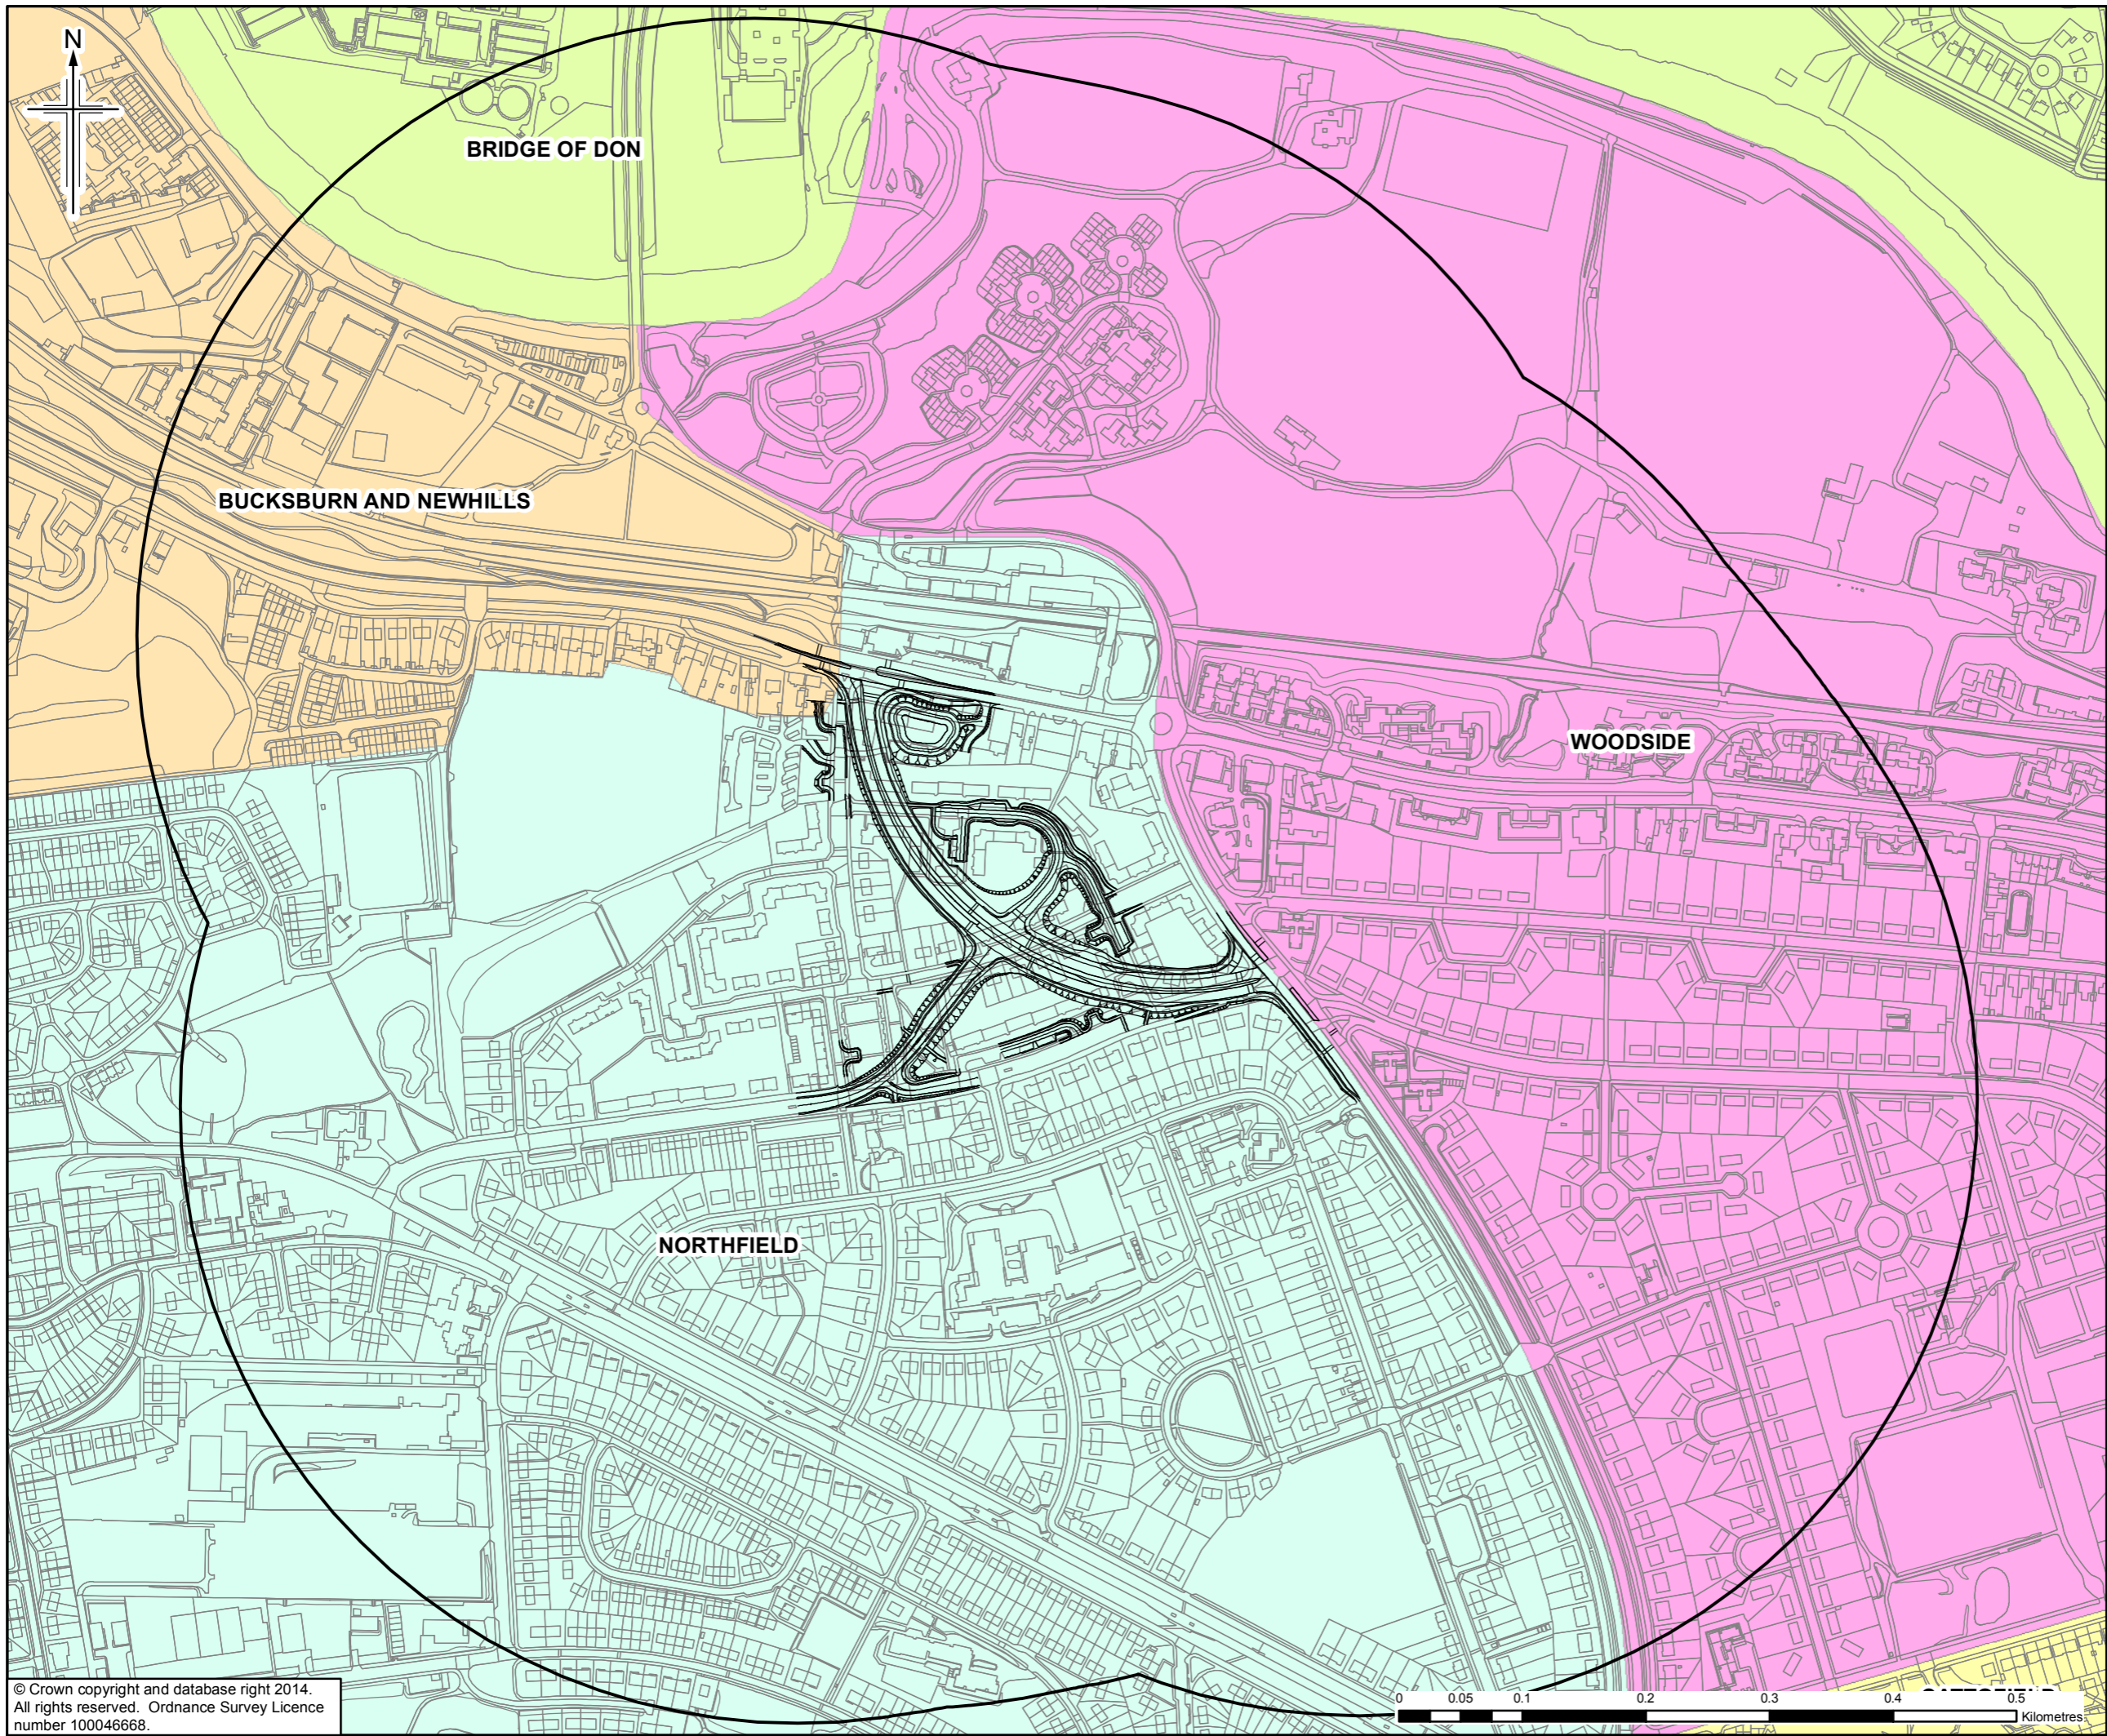 N
BRIDGE OF DON
BUCKSBURN AND NEWHILLS
WOODSIDE
NORTHFIELD
© Crown copyright and database right 2014.
All rights reserved. Ordnance Survey Licence
number 100046668.
0 0.05 0.1 0.2 0.3 0.4 0.5
Kilometres